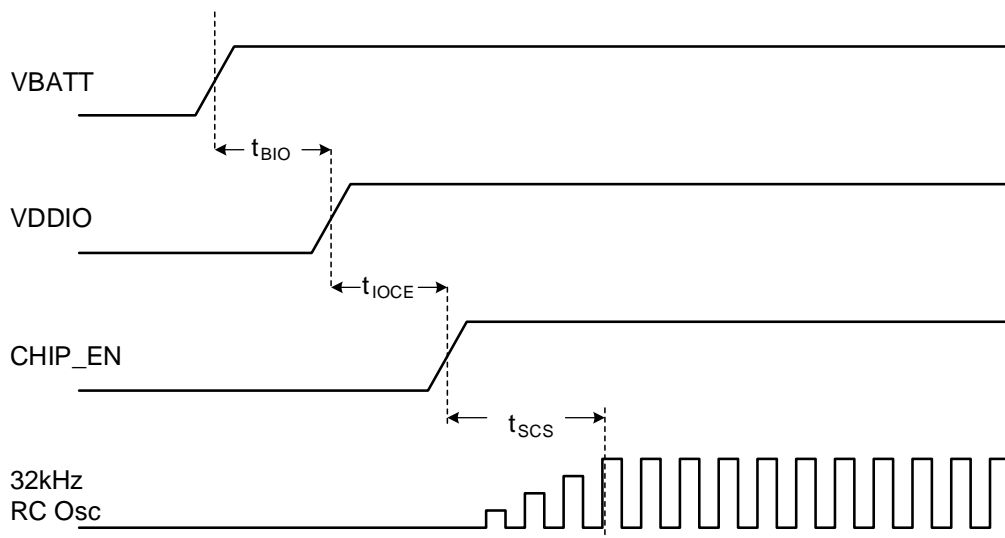 VBATT
tBIO
VDDIO
tIOCE
CHIP_EN
tSCS
32kHz
RC Osc